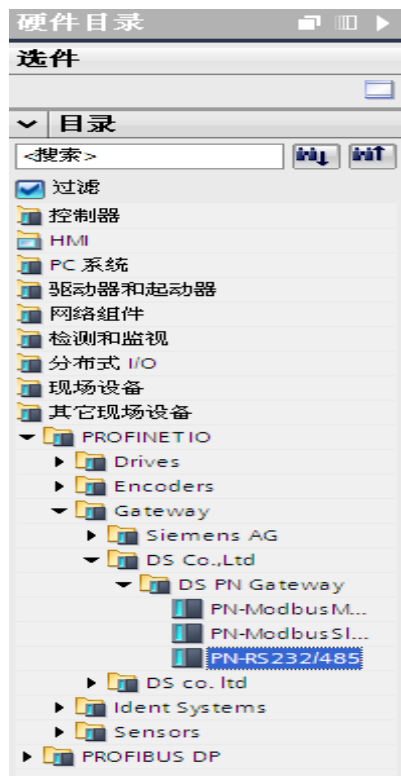 硬件目录
选件
目录
<搜索>
过滤
控制器
HMI
PC 系统
驱动器和起动器
网络组件
检测和监视
分布式 I/O
现场设备
其它现场设备
PROFINET IO
Drives
Encoders
Gateway
Siemens AG
DS Co.,Ltd
DS PN Gateway
PN-ModbusM...
PN-ModbusSl...
PN-RS232/485
DS co. ltd
Ident Systems
Sensors
PROFIBUS DP